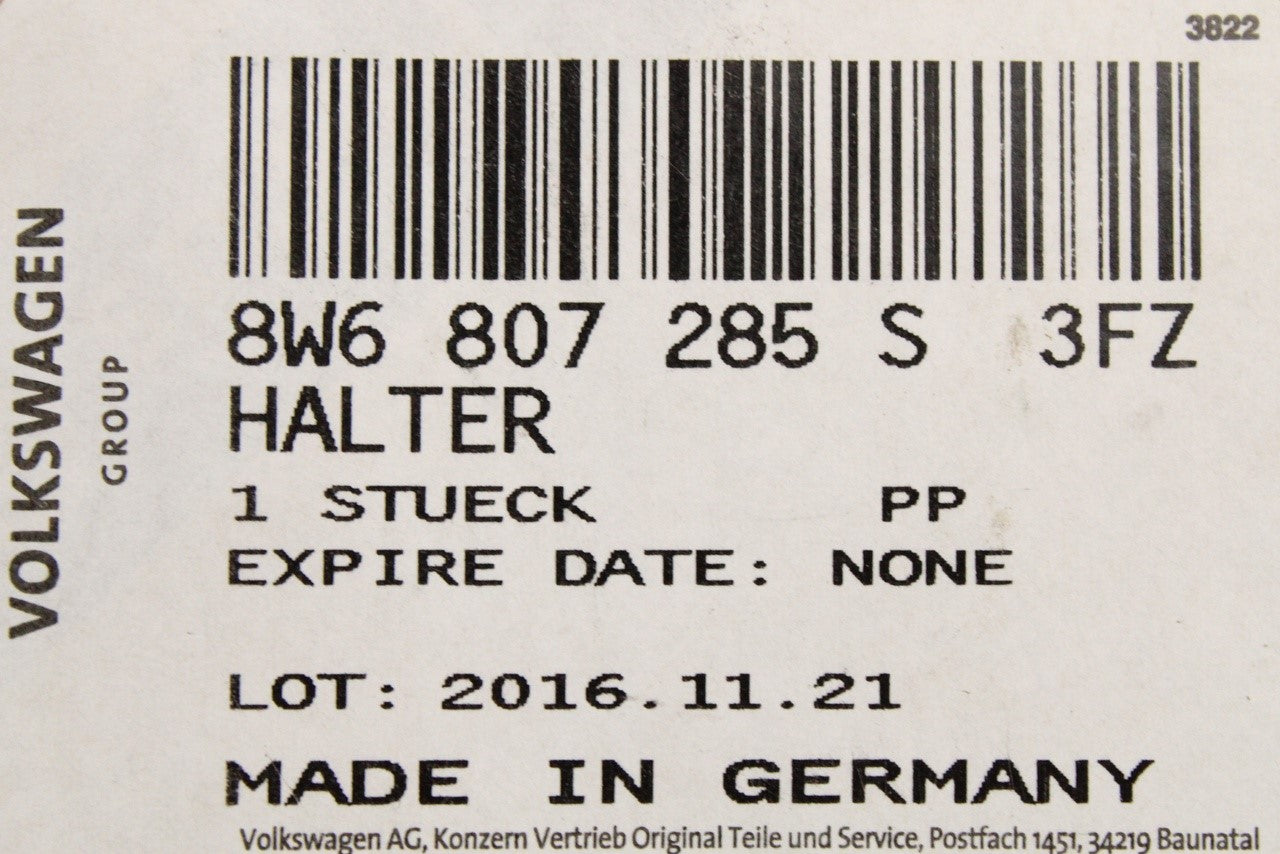 3822
VOLKSWAGEN
GROUP
8W6 807 285 S 3FZ
HALTER
1 STUECK PP
EXPIRE DATE: NONE
LOT: 2016.11.21
MADE IN GERMANY
Volkswagen AG, Konzern Vertrieb Original Teile und Service, Postfach 1451, 34219 Baunatal